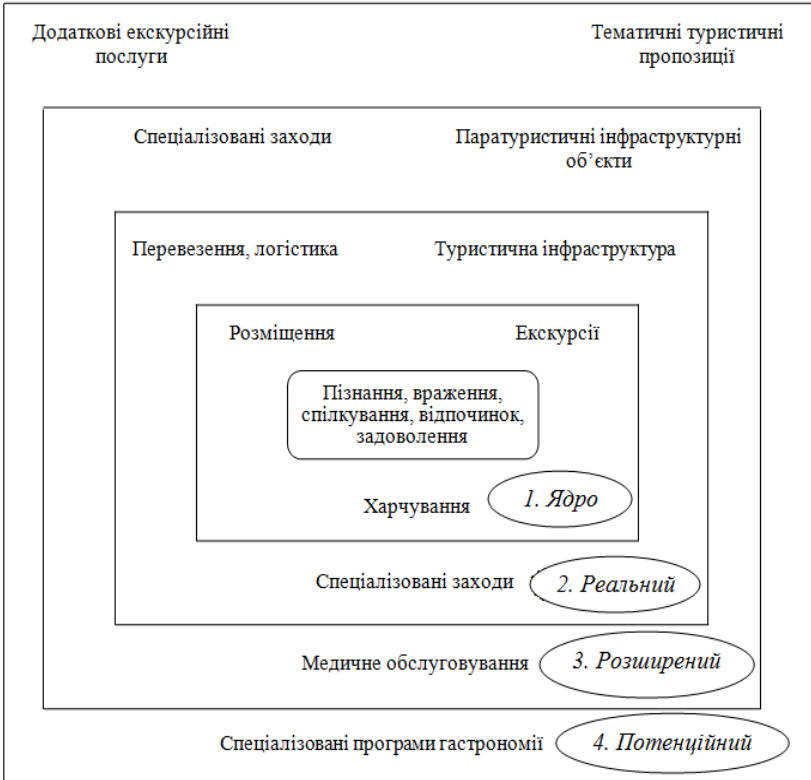 Додаткові екскурсійні
послуги
Тематичні туристичні
пропозиції
Спеціалізовані заходи
Паратуристичні інфраструктурні
об’єкти
Перевезення, логістика
Туристична інфраструктура
Розміщення
Екскурсії
Пізнання, враження,
спілкування, відпочинок,
задоволення
Харчування
1. Ядро
Спеціалізовані заходи
2. Реальний
Медичне обслуговування
3. Розширений
Спеціалізовані програми гастрономії
4. Потенційний